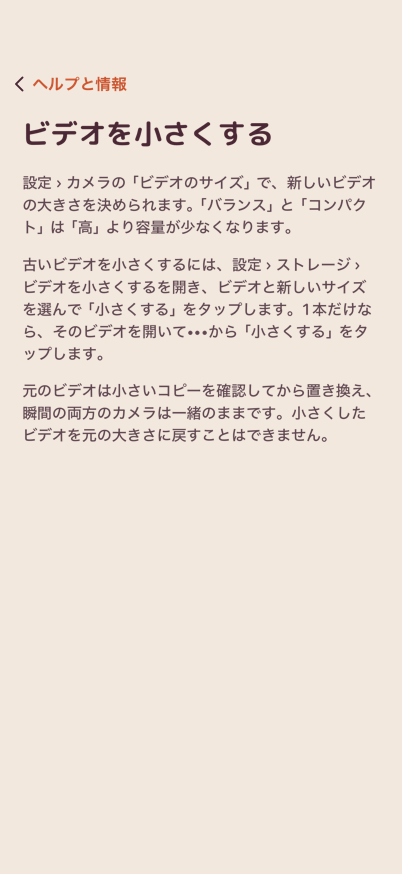 ヘルプと情報
ビデオを小さくする
設定 › カメラの「ビデオのサイズ」で、新しいビデオ
の大きさを決められます。「バランス」と「コンパク
ト」は「高」より容量が少なくなります。
古いビデオを小さくするには、設定 › ストレージ ›
ビデオを小さくするを開き、ビデオと新しいサイズ
を選んで「小さくする」をタップします。1本だけな
ら、そのビデオを開いて•••から「小さくする」をタ
ップします。
元のビデオは小さいコピーを確認してから置き換え、
瞬間の両方のカメラは一緒のままです。小さくした
ビデオを元の大きさに戻すことはできません。